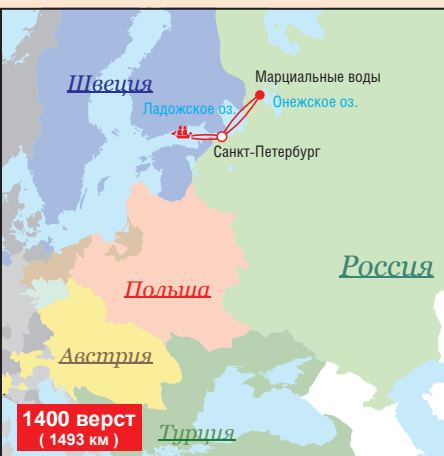 Швеция
Марциальные воды
Ладожское оз.
Онежское оз.
Санкт-Петербург
Россия
Польша
Австрия
1400 верст
( 1493 км )
Турция